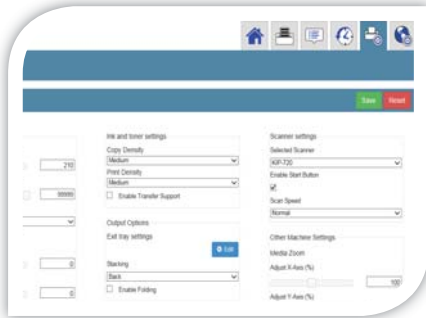 Save Reset
210
99999
0
0
Ink and toner settings
Copy Density
Medium
Print Density
Medium
Enable Transfer Support
Output Options
Exit tray settings
Edit
Stacking
Back
Enable Folding
Scanner settings
Selected Scanner
KIP-720
Enable Start Button
Scan Speed
Normal
Other Machine Settings
Media Zoom
Adjust X-Axis (%)
100
Adjust Y-Axis (%)